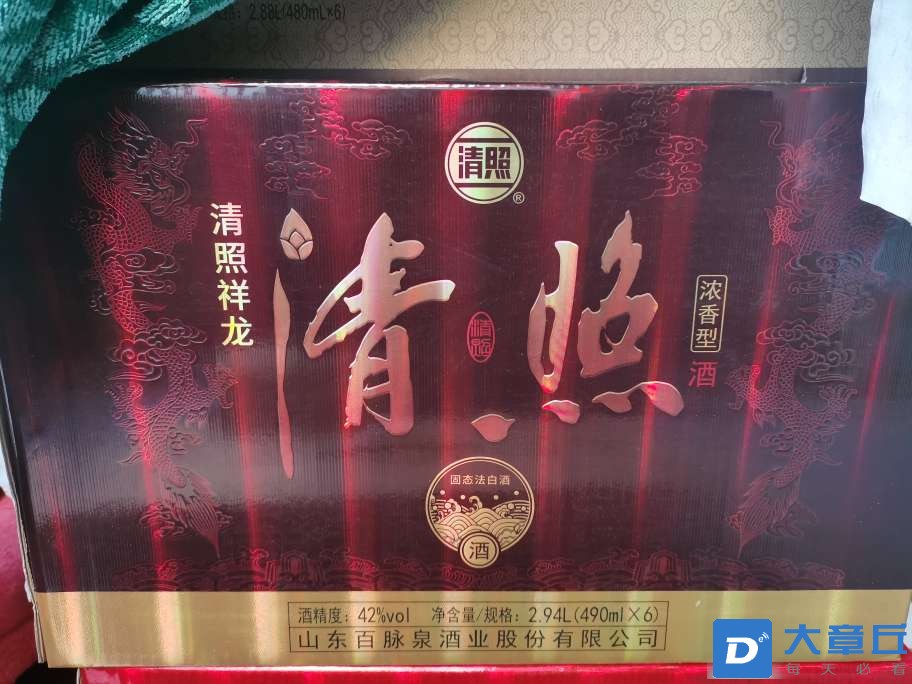 2.88L(480mL×6)
清照
®
清照祥龙
清照
清照
浓香型
酒
固态法白酒
酒
酒精度：42%vol 净含量/规格：2.94L(490ml×6)
山东百脉泉酒业股份有限公司
D
大章丘
每天必看